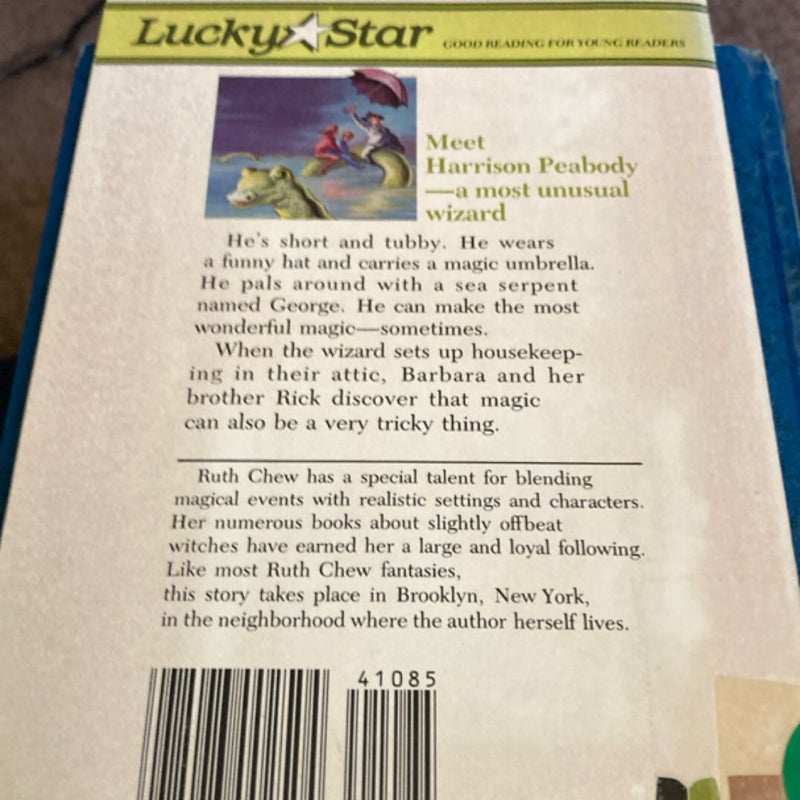 Lucky Star GOOD READING FOR YOUNG READERS
Meet
Harrison Peabody
—a most unusual
wizard
He's short and tubby. He wears
a funny hat and carries a magic umbrella.
He pals around with a sea serpent
named George. He can make the most
wonderful magic—sometimes.
When the wizard sets up housekeep-
ing in their attic, Barbara and her
brother Rick discover that magic
can also be a very tricky thing.
Ruth Chew has a special talent for blending
magical events with realistic settings and characters.
Her numerous books about slightly offbeat
witches have earned her a large and loyal following.
Like most Ruth Chew fantasies,
this story takes place in Brooklyn, New York,
in the neighborhood where the author herself lives.
41085